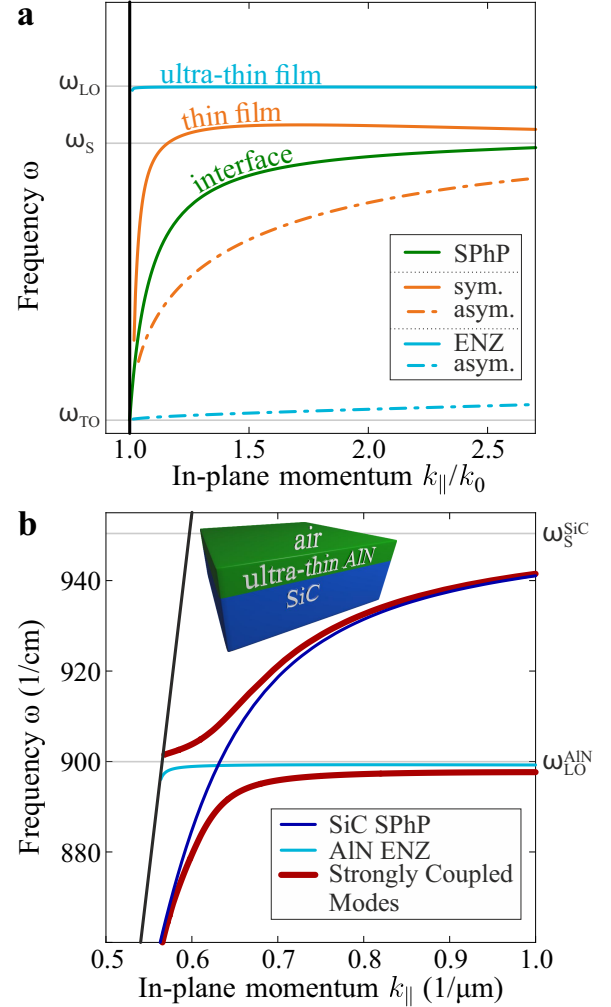 a
ω_LO
ultra-thin film
thin film
ω_S
interface
Frequency ω
SPhP
sym.
asym.
ENZ
asym.
ω_TO
1.0 1.5 2.0 2.5
In-plane momentum k_∥/k_0
b
ω_S^SiC
air
ultra-thin AlN
SiC
940
920
900
880
Frequency ω (1/cm)
ω_LO^AlN
SiC SPhP
AlN ENZ
Strongly Coupled
Modes
0.5 0.6 0.7 0.8 0.9 1.0
In-plane momentum k_∥ (1/μm)